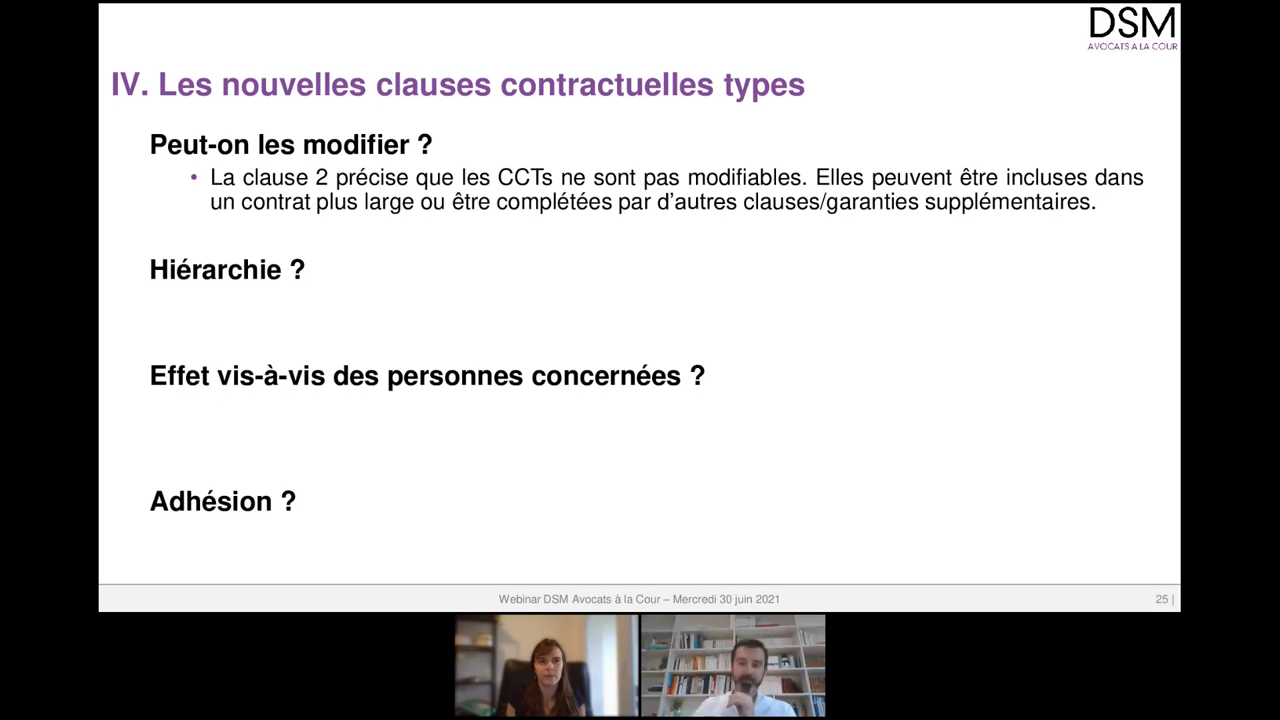 DSM
AVOCATS A LA COUR
IV. Les nouvelles clauses contractuelles types
Peut-on les modifier ?
• La clause 2 précise que les CCTs ne sont pas modifiables. Elles peuvent être incluses dans
un contrat plus large ou être complétées par d'autres clauses/garanties supplémentaires.
Hiérarchie ?
Effet vis-à-vis des personnes concernées ?
Adhésion ?
Webinar DSM Avocats à la Cour – Mercredi 30 juin 2021
25 |